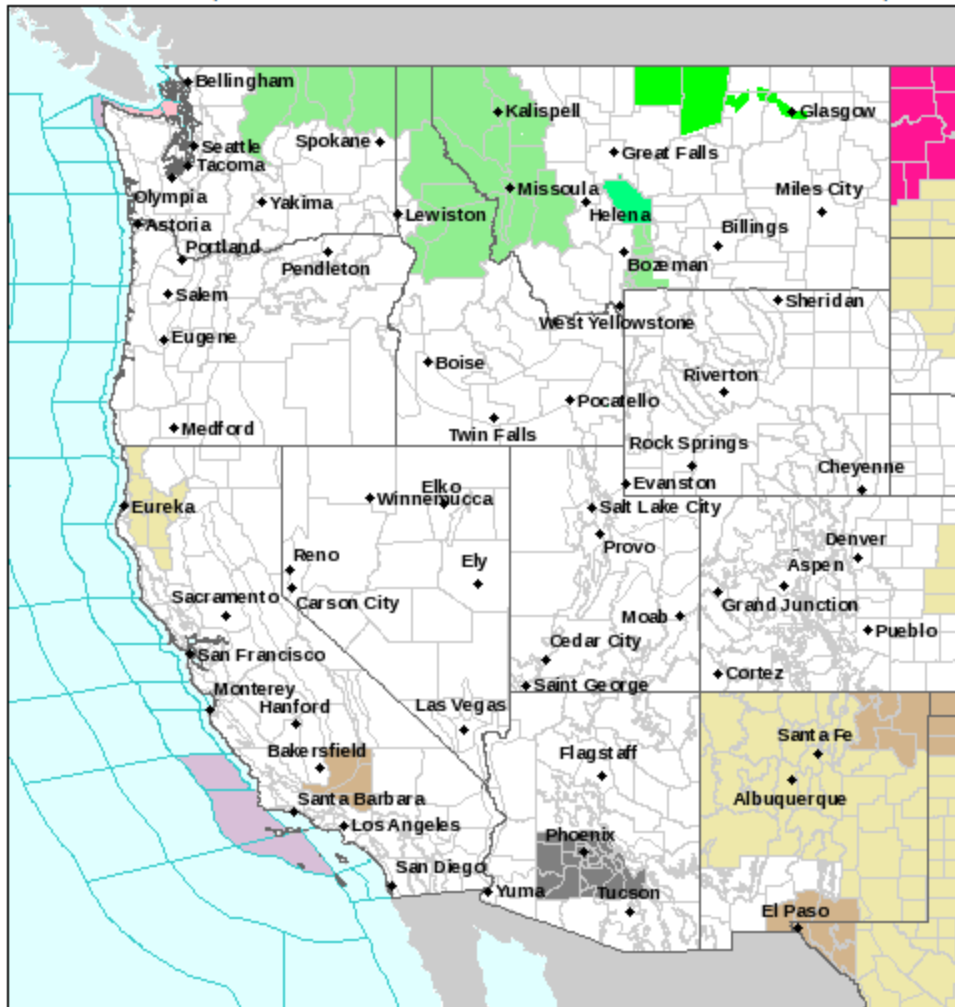 Bellingham
Kalispell
Glasgow
Spokane
Seattle
Great Falls
Tacoma
Missoula
Miles City
Olympia
Yakima
Lewiston
Helena
Astoria
Billings
Portland
Pendleton
Bozeman
Salem
Sheridan
West Yellowstone
Eugene
Boise
Riverton
Pocatello
Medford
Twin Falls
Rock Springs
Cheyenne
Elko
Evanston
Winnemucca
Eureka
Salt Lake City
Denver
Provo
Reno
Ely
Aspen
Sacramento
Carson City
Grand Junction
Moab
Pueblo
Cedar City
San Francisco
Cortez
Saint George
Monterey
Hanford
Las Vegas
Santa Fe
Bakersfield
Flagstaff
Albuquerque
Santa Barbara
Los Angeles
Phoenix
San Diego
Yuma
Tucson
El Paso